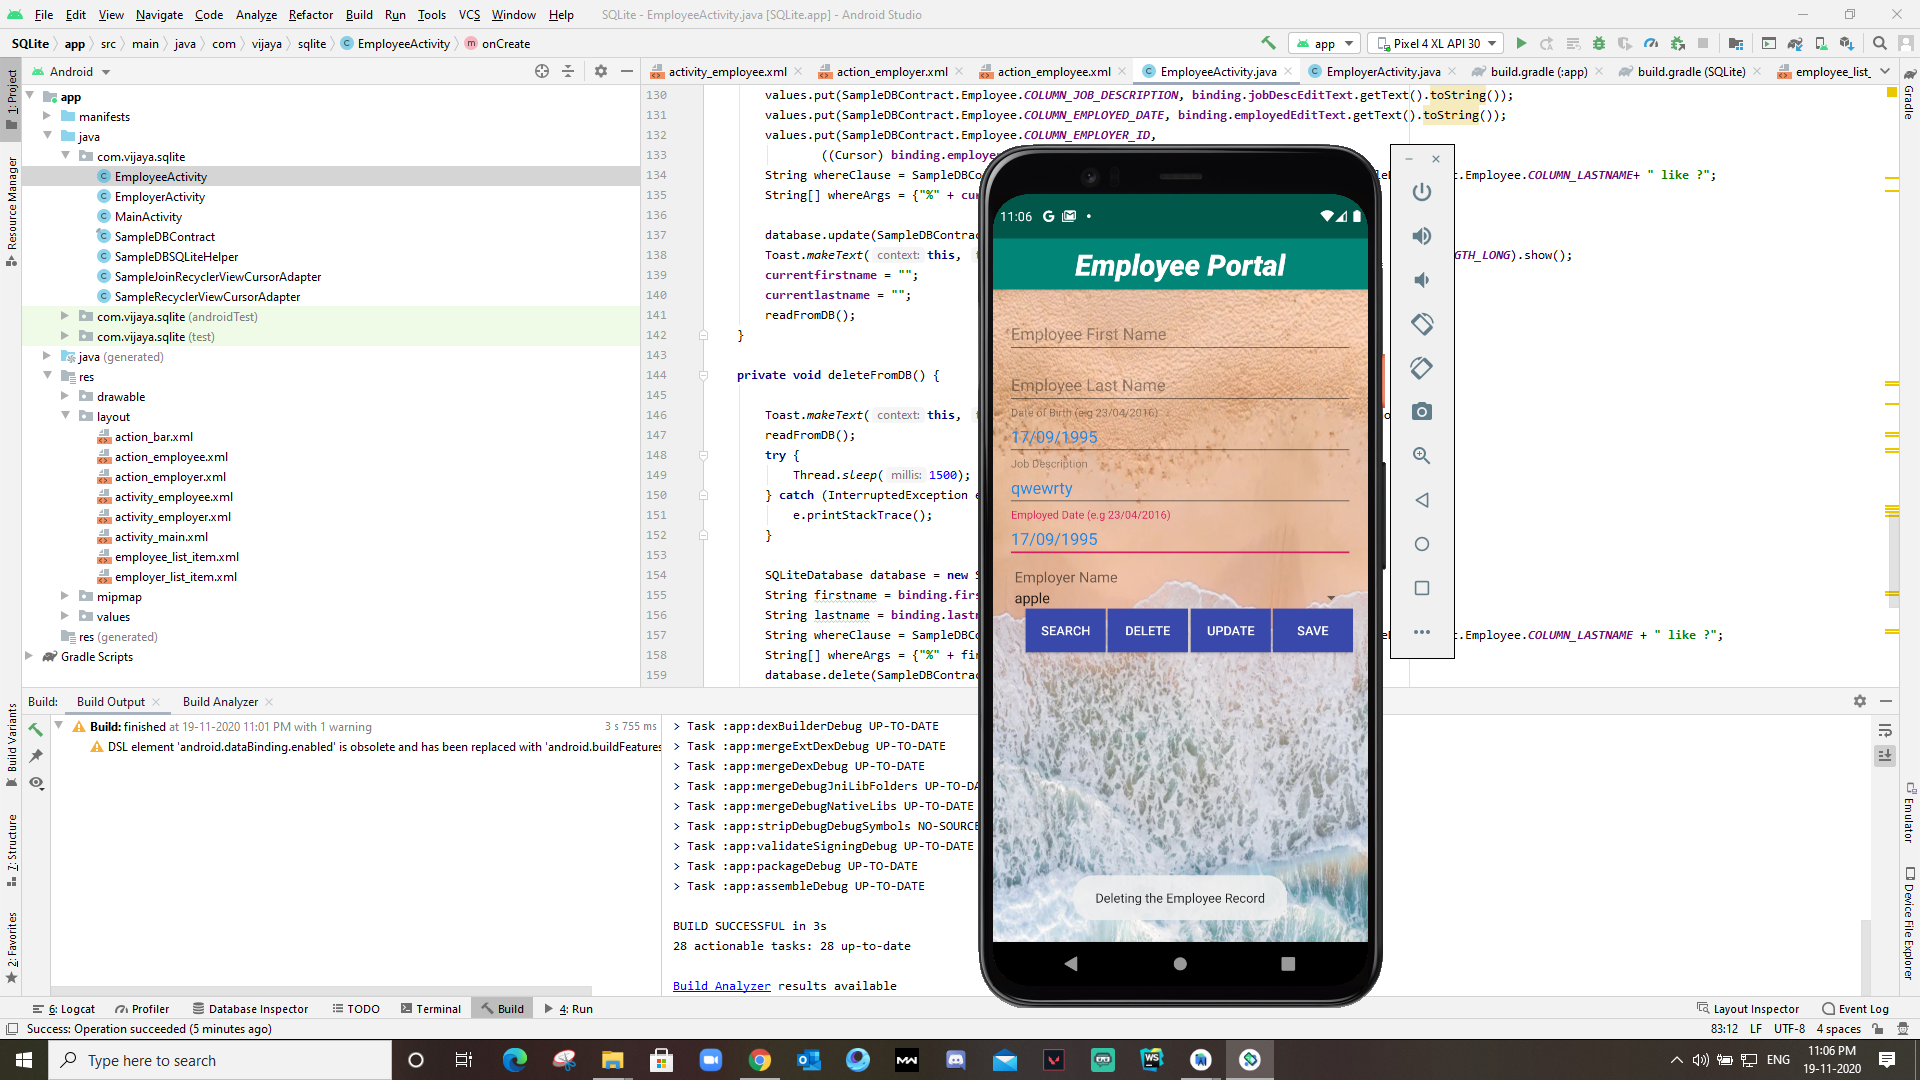 File Edit View Navigate Code Analyze Refactor Build Run Tools VCS Window Help SQLite - EmployeeActivity.java [SQLite.app] - Android Studio
SQLite app src main java com vijaya sqlite EmployeeActivity onCreate app Pixel 4 XL API 30
Android activity_employee.xml action_employer.xml action_employee.xml EmployeeActivity.java EmployerActivity.java build.gradle (:app) build.gradle (SQLite) employee_list_
1: Project
Resource Manager
Build Variants
7: Structure
2: Favorites
Gradle
Emulator
Device File Explorer
app
manifests
java
com.vijaya.sqlite
EmployeeActivity
EmployerActivity
MainActivity
SampleDBContract
SampleDBSQLiteHelper
SampleJoinRecyclerViewCursorAdapter
SampleRecyclerViewCursorAdapter
com.vijaya.sqlite (androidTest)
com.vijaya.sqlite (test)
java (generated)
res
drawable
layout
action_bar.xml
action_employee.xml
action_employer.xml
activity_employee.xml
activity_employer.xml
activity_main.xml
employee_list_item.xml
employer_list_item.xml
mipmap
values
res (generated)
Gradle Scripts
130 values.put(SampleDBContract.Employee.COLUMN_JOB_DESCRIPTION, binding.jobDescEditText.getText().toString());
131 values.put(SampleDBContract.Employee.COLUMN_EMPLOYED_DATE, binding.employedEditText.getText().toString());
132 values.put(SampleDBContract.Employee.COLUMN_EMPLOYER_ID,
133 ((Cursor) binding.employe
134 String whereClause = SampleDBCo t.Employee.COLUMN_LASTNAME+ " like ?";
135 String[] whereArgs = {"%" + cu
136
137 database.update(SampleDBContrac
138 Toast.makeText( context: this, GTH_LONG).show();
139 currentfirstname = "";
140 currentlastname = "";
141 readFromDB();
142 }
143
144 private void deleteFromDB() {
145
146 Toast.makeText( context: this,
147 readFromDB();
148 try {
149 Thread.sleep( millis: 1500);
150 } catch (InterruptedException e
151 e.printStackTrace();
152 }
153
154 SQLiteDatabase database = new S
155 String firstname = binding.firs
156 String lastname = binding.lastn
157 String whereClause = SampleDBCo t.Employee.COLUMN_LASTNAME + " like ?";
158 String[] whereArgs = {"%" + fir
159 database.delete(SampleDBContrac
11:06
Employee Portal
Employee First Name
Employee Last Name
Date of Birth (e.g 23/04/2016)
17/09/1995
Job Description
qwewrty
Employed Date (e.g 23/04/2016)
17/09/1995
Employer Name
apple
SEARCH DELETE UPDATE SAVE
Deleting the Employee Record
Build: Build Output Build Analyzer
Build: finished at 19-11-2020 11:01 PM with 1 warning 3 s 755 ms
DSL element 'android.dataBinding.enabled' is obsolete and has been replaced with 'android.buildFeatures
> Task :app:dexBuilderDebug UP-TO-DATE
> Task :app:mergeExtDexDebug UP-TO-DATE
> Task :app:mergeDexDebug UP-TO-DATE
> Task :app:mergeDebugJniLibFolders UP-TO-DA
> Task :app:mergeDebugNativeLibs UP-TO-DATE
> Task :app:stripDebugDebugSymbols NO-SOURCE
> Task :app:validateSigningDebug UP-TO-DATE
> Task :app:packageDebug UP-TO-DATE
> Task :app:assembleDebug UP-TO-DATE
BUILD SUCCESSFUL in 3s
28 actionable tasks: 28 up-to-date
Build Analyzer results available
6: Logcat Profiler Database Inspector TODO Terminal Build 4: Run Layout Inspector Event Log
Success: Operation succeeded (5 minutes ago) 83:12 LF UTF-8 4 spaces
Type here to search ENG 11:06 PM
19-11-2020